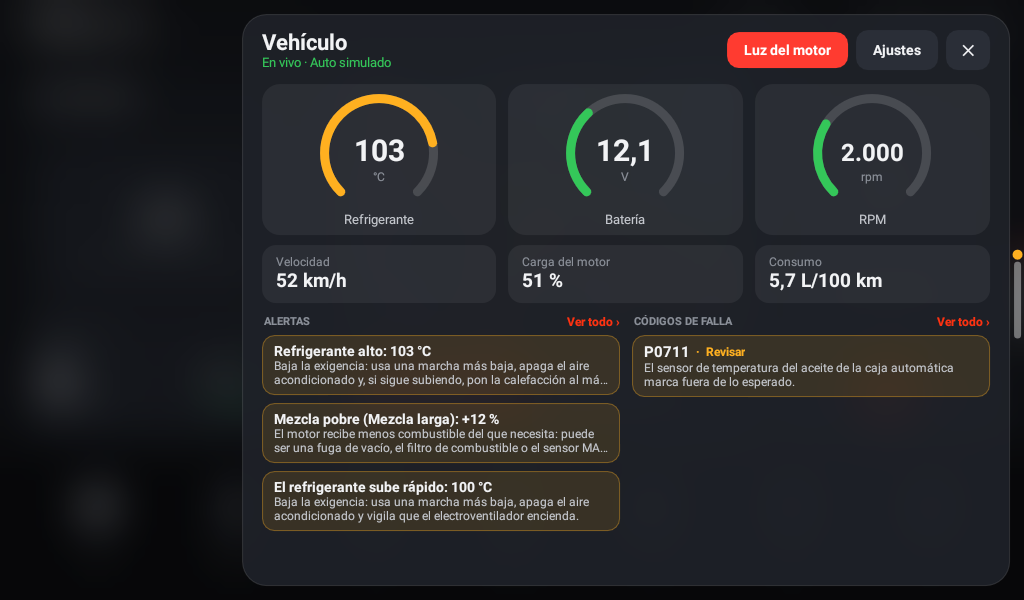 Vehículo
En vivo · Auto simulado
Luz del motor
Ajustes
103
°C
Refrigerante
12,1
V
Batería
2.000
rpm
RPM
Velocidad
52 km/h
Carga del motor
51 %
Consumo
5,7 L/100 km
ALERTAS
Ver todo ›
Refrigerante alto: 103 °C
Baja la exigencia: usa una marcha más baja, apaga el aire
acondicionado y, si sigue subiendo, pon la calefacción al má…
Mezcla pobre (Mezcla larga): +12 %
El motor recibe menos combustible del que necesita: puede
ser una fuga de vacío, el filtro de combustible o el sensor MA…
El refrigerante sube rápido: 100 °C
Baja la exigencia: usa una marcha más baja, apaga el aire
acondicionado y vigila que el electroventilador encienda.
CÓDIGOS DE FALLA
Ver todo ›
P0711 · Revisar
El sensor de temperatura del aceite de la caja automática
marca fuera de lo esperado.